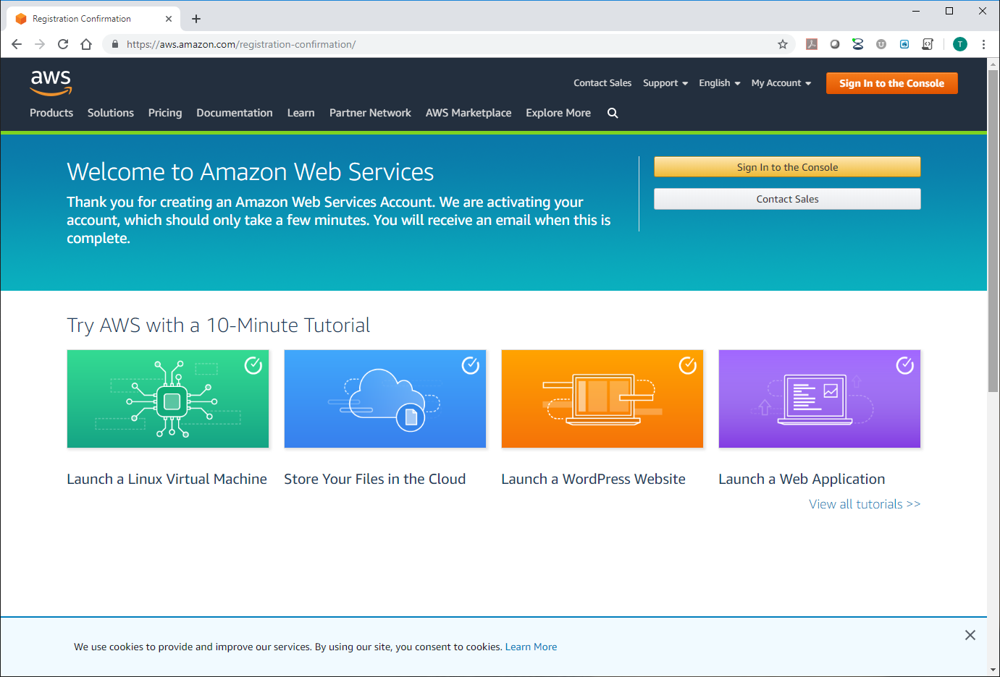 Registration Confirmation
https://aws.amazon.com/registration-confirmation/
T
aws
Contact Sales Support English My Account Sign In to the Console
Products Solutions Pricing Documentation Learn Partner Network AWS Marketplace Explore More
Welcome to Amazon Web Services
Thank you for creating an Amazon Web Services Account. We are activating your
account, which should only take a few minutes. You will receive an email when this is
complete.
Sign In to the Console
Contact Sales
Try AWS with a 10-Minute Tutorial
Launch a Linux Virtual Machine
Store Your Files in the Cloud
Launch a WordPress Website
Launch a Web Application
View all tutorials >>
We use cookies to provide and improve our services. By using our site, you consent to cookies. Learn More